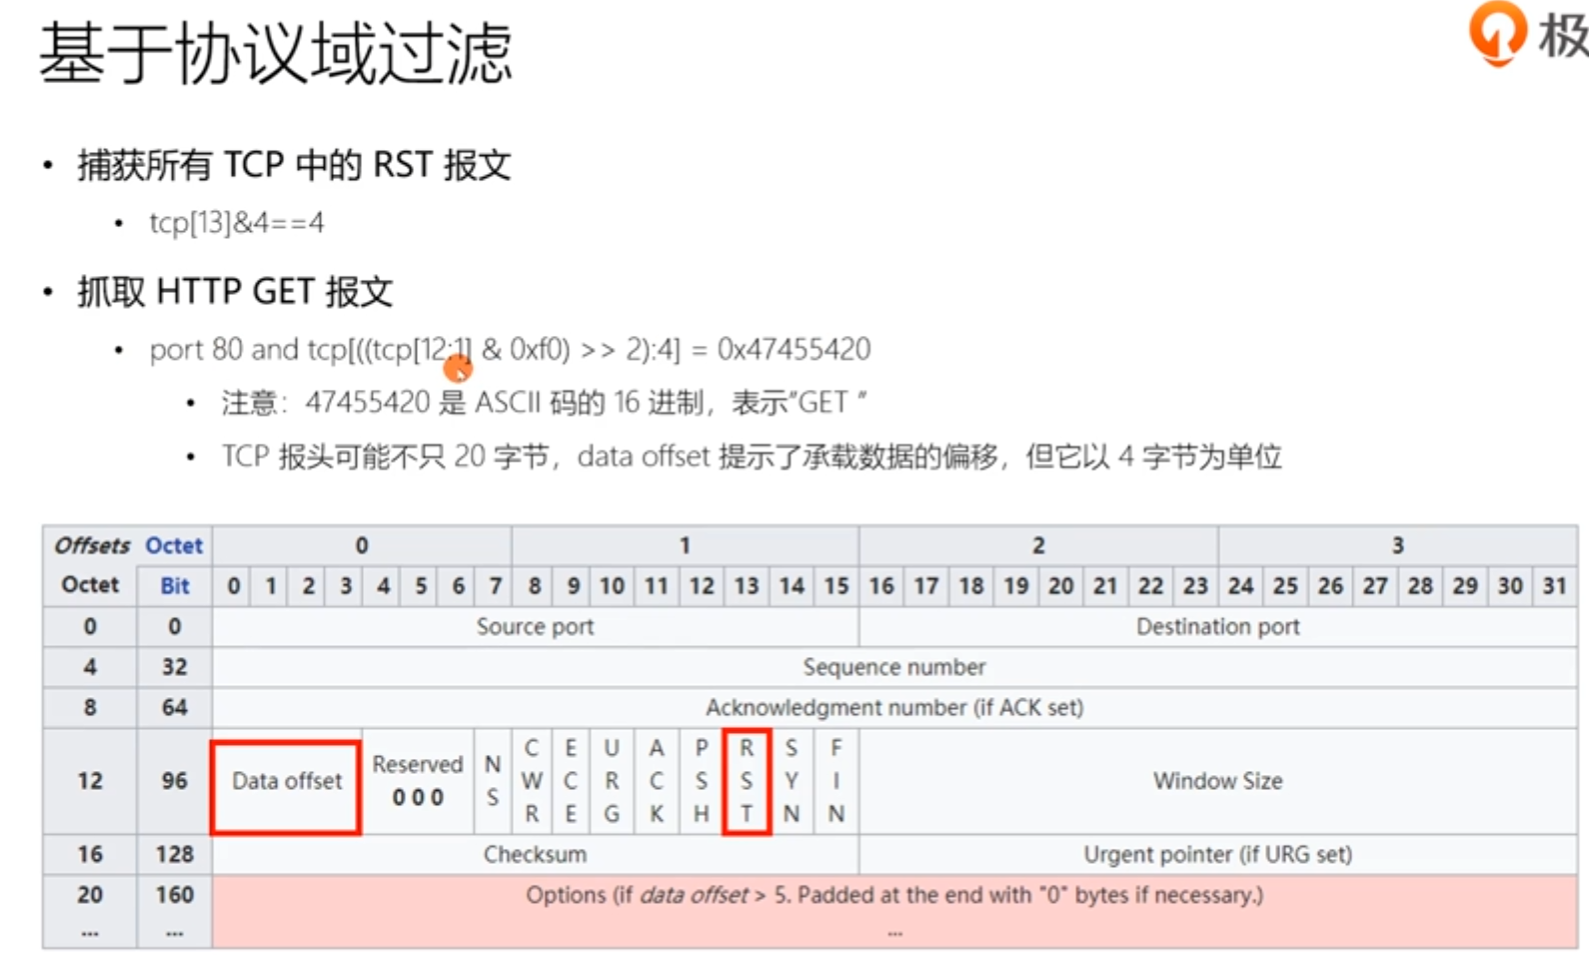 基于协议域过滤
极
• 捕获所有 TCP 中的 RST 报文
• tcp[13]&4==4
• 抓取 HTTP GET 报文
• port 80 and tcp[((tcp[12:1] & 0xf0) >> 2):4] = 0x47455420
• 注意：47455420 是 ASCII 码的 16 进制，表示"GET "
• TCP 报头可能不只 20 字节，data offset 提示了承载数据的偏移，但它以 4 字节为单位
Offsets Octet 0 1 2 3
Octet Bit 0 1 2 3 4 5 6 7 8 9 10 11 12 13 14 15 16 17 18 19 20 21 22 23 24 25 26 27 28 29 30 31
0 0 Source port Destination port
4 32 Sequence number
8 64 Acknowledgment number (if ACK set)
12 96 Data offset Reserved 0 0 0 NS CWR ECE URG ACK PSH RST SYN FIN Window Size
16 128 Checksum Urgent pointer (if URG set)
20 160 Options (if data offset > 5. Padded at the end with "0" bytes if necessary.)
... ... ...